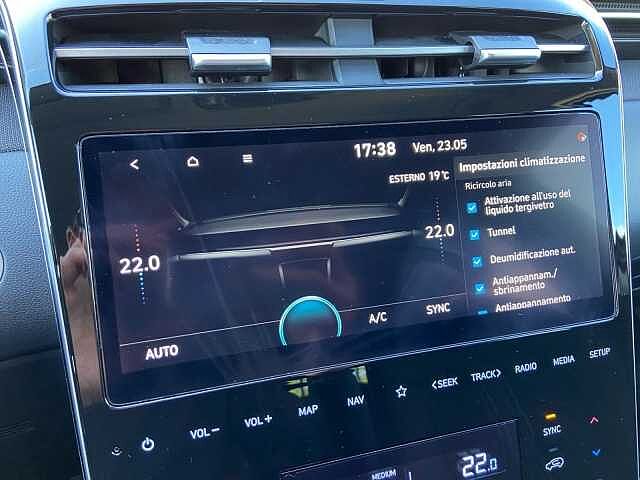 17:38 Ven, 23.05
ESTERNO 19°C
Impostazioni climatizzazione
Ricircolo aria
Attivazione all'uso del
liquido tergivetro
Tunnel
Deumidificazione aut.
Antiappannam./
sbrinamento
Antiappannamento
22.0
22.0
AUTO
A/C
SYNC
VOL−
VOL+
MAP
NAV
<SEEK
TRACK>
RADIO
MEDIA
SETUP
SYNC
MEDIUM
22.0